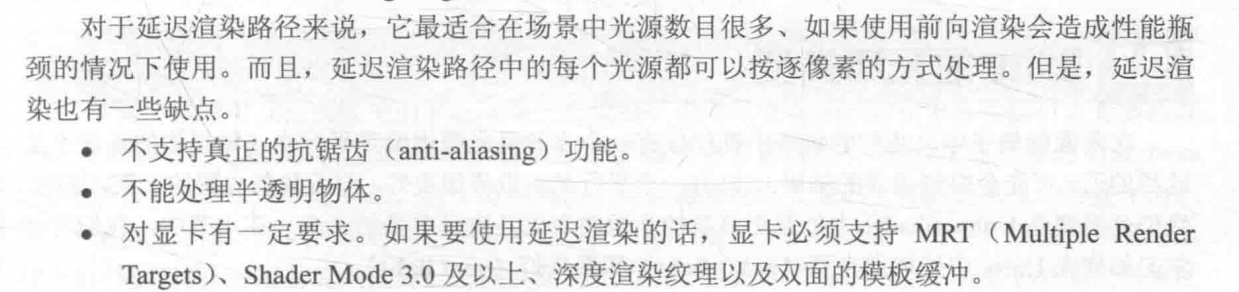 对于延迟渲染路径来说，它最适合在场景中光源数目很多、如果使用前向渲染会造成性能瓶
颈的情况下使用。而且，延迟渲染路径中的每个光源都可以按逐像素的方式处理。但是，延迟渲
染也有一些缺点。
● 不支持真正的抗锯齿（anti-aliasing）功能。
● 不能处理半透明物体。
● 对显卡有一定要求。如果要使用延迟渲染的话，显卡必须支持 MRT（Multiple Render
Targets）、Shader Mode 3.0 及以上、深度渲染纹理以及双面的模板缓冲。